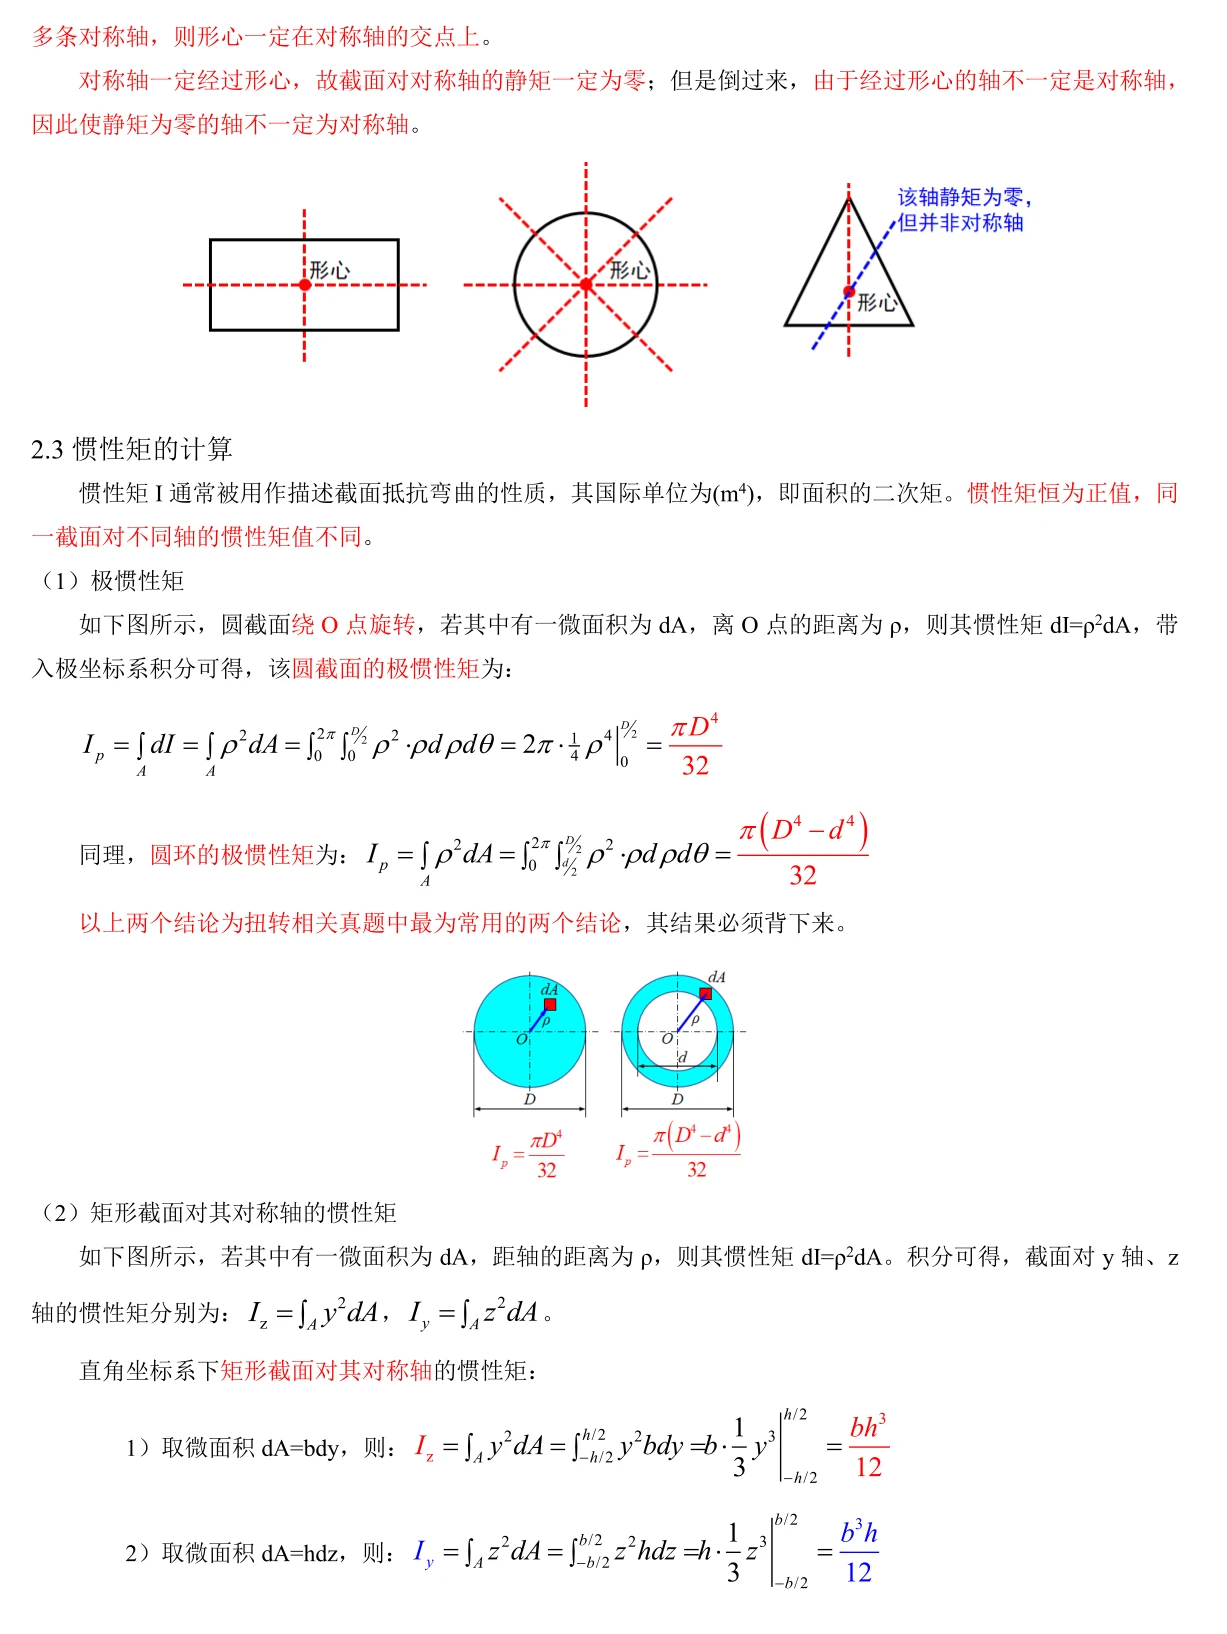 多条对称轴，则形心一定在对称轴的交点上。
对称轴一定经过形心，故截面对对称轴的静矩一定为零；但是倒过来，由于经过形心的轴不一定是对称轴，
因此使静矩为零的轴不一定为对称轴。
形心
形心
该轴静矩为零，
但并非对称轴
形心
2.3 惯性矩的计算
惯性矩 I 通常被用作描述截面抵抗弯曲的性质，其国际单位为(m⁴)，即面积的二次矩。惯性矩恒为正值，同
一截面对不同轴的惯性矩值不同。
（1）极惯性矩
如下图所示，圆截面绕 O 点旋转，若其中有一微面积为 dA，离 O 点的距离为 ρ，则其惯性矩 dI=ρ²dA，带
入极坐标系积分可得，该圆截面的极惯性矩为：
I_p = ∫_A dI = ∫_A ρ²dA = ∫_0^{2π} ∫_0^{D/2} ρ²·ρdρdθ = 2π·1/4 ρ⁴|_0^{D/2} = πD⁴/32
同理，圆环的极惯性矩为：I_p = ∫_A ρ²dA = ∫_0^{2π} ∫_{d/2}^{D/2} ρ²·ρdρdθ = π(D⁴−d⁴)/32
以上两个结论为扭转相关真题中最为常用的两个结论，其结果必须背下来。
dA
ρ
O
D
I_p = πD⁴/32
dA
ρ
O
d
D
I_p = π(D⁴−d⁴)/32
（2）矩形截面对其对称轴的惯性矩
如下图所示，若其中有一微面积为 dA，距轴的距离为 ρ，则其惯性矩 dI=ρ²dA。积分可得，截面对 y 轴、z
轴的惯性矩分别为：I_z = ∫_A y²dA，I_y = ∫_A z²dA。
直角坐标系下矩形截面对其对称轴的惯性矩：
1）取微面积 dA=bdy，则：I_z = ∫_A y²dA = ∫_{−h/2}^{h/2} y²bdy = b·1/3 y³|_{−h/2}^{h/2} = bh³/12
2）取微面积 dA=hdz，则：I_y = ∫_A z²dA = ∫_{−b/2}^{b/2} z²hdz = h·1/3 z³|_{−b/2}^{b/2} = b³h/12